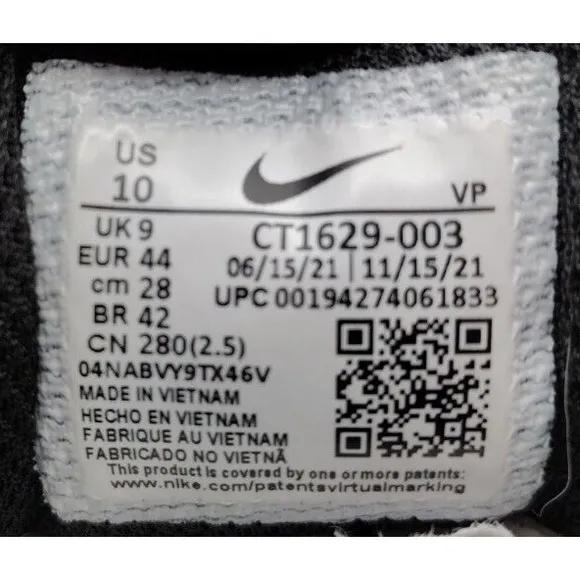 US
10
VP
UK 9
CT1629-003
EUR 44
06/15/21 | 11/15/21
cm 28
UPC 00194274061833
BR 42
CN 280(2.5)
04NABVY9TX46V
MADE IN VIETNAM
HECHO EN VIETNAM
FABRIQUE AU VIETNAM
FABRICADO NO VIETNÃ
This product is covered by one or more patents
www.nike.com/patentsvirtualmarking